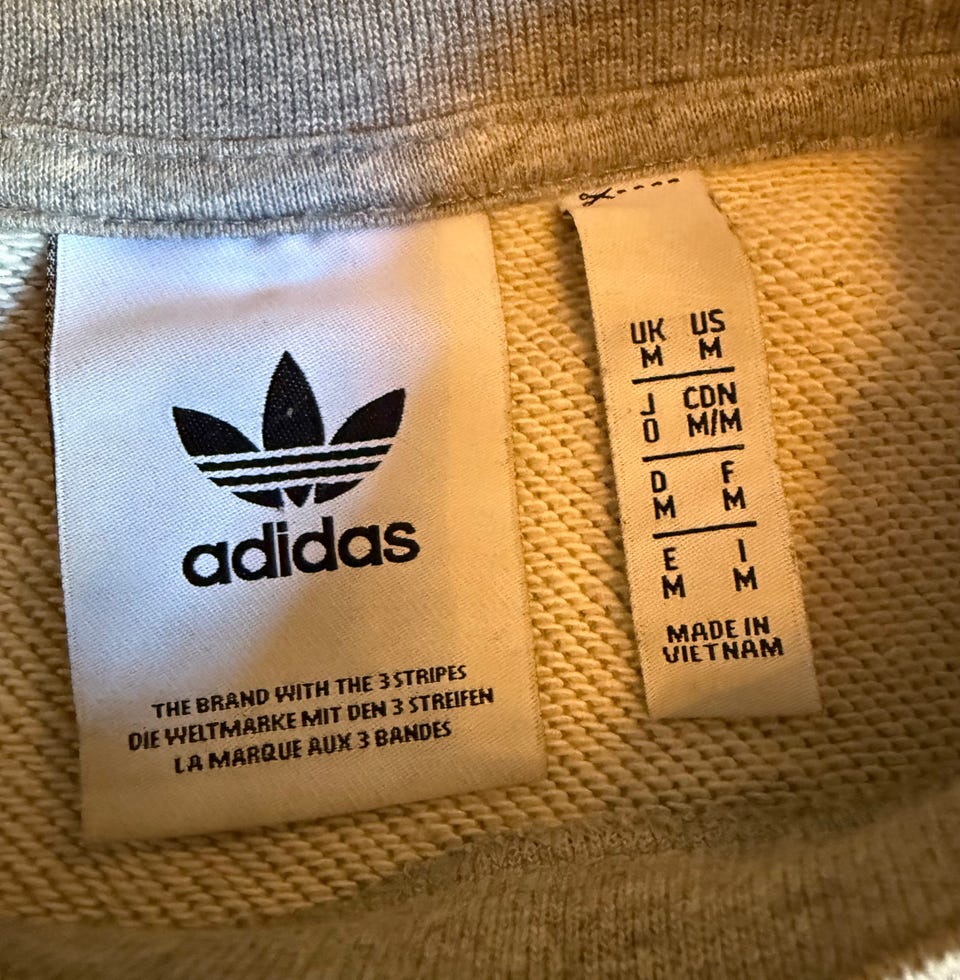 adidas
THE BRAND WITH THE 3 STRIPES
DIE WELTMARKE MIT DEN 3 STREIFEN
LA MARQUE AUX 3 BANDES
UK US
M M
J CDN
O M/M
D F
M M
E I
M M
MADE IN
VIETNAM